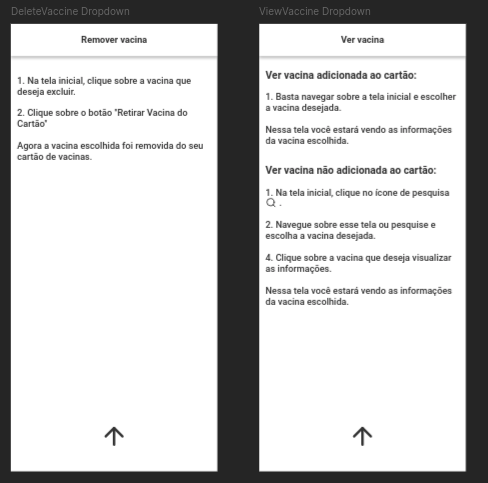 DeleteVaccine Dropdown
Remover vacina
1. Na tela inicial, clique sobre a vacina que
deseja excluir.
2. Clique sobre o botão "Retirar Vacina do
Cartão"
Agora a vacina escolhida foi removida do seu
cartão de vacinas.
ViewVaccine Dropdown
Ver vacina
Ver vacina adicionada ao cartão:
1. Basta navegar sobre a tela inicial e escolher
a vacina desejada.
Nessa tela você estará vendo as informações
da vacina escolhida.
Ver vacina não adicionada ao cartão:
1. Na tela inicial, clique no ícone de pesquisa
.
2. Navegue sobre esse tela ou pesquise e
escolha a vacina desejada.
4. Clique sobre a vacina que deseja visualizar
as informações.
Nessa tela você estará vendo as informações
da vacina escolhida.